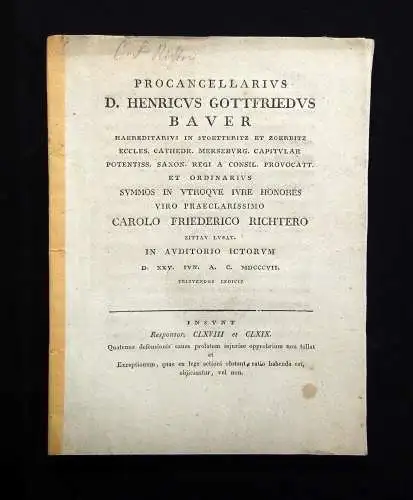 PROCANCELLARIVS
D. HENRICVS GOTTFRIEDVS
BAVER
HAEREDITARIVS IN STOETTERITZ ET ZOERBITZ
ECCLES. CATHEDR. MERSEBVRG. CAPITVLAR
POTENTISS. SAXON. REGI A CONSIL. PROVOCATT.
ET ORDINARIVS
SVMMOS IN VTROQVE IVRE HONORES
VIRO PRAECLARISSIMO
CAROLO FRIEDERICO RICHTERO
ZITTAV LVSAT.
IN AVDITORIO ICTORVM
D. XXV. IVN. A. C. MDCCCVII.
TRIBVENDOS INDICIT
INSVNT
Responsor. CLXVIII et CLXIX.
Quatenus defensionis causa prolatum iniuriae opprobrium non tollat
et
Exceptionum, quae ex lege actioni obstant, ratio habenda est,
obiiciantur, vel non.